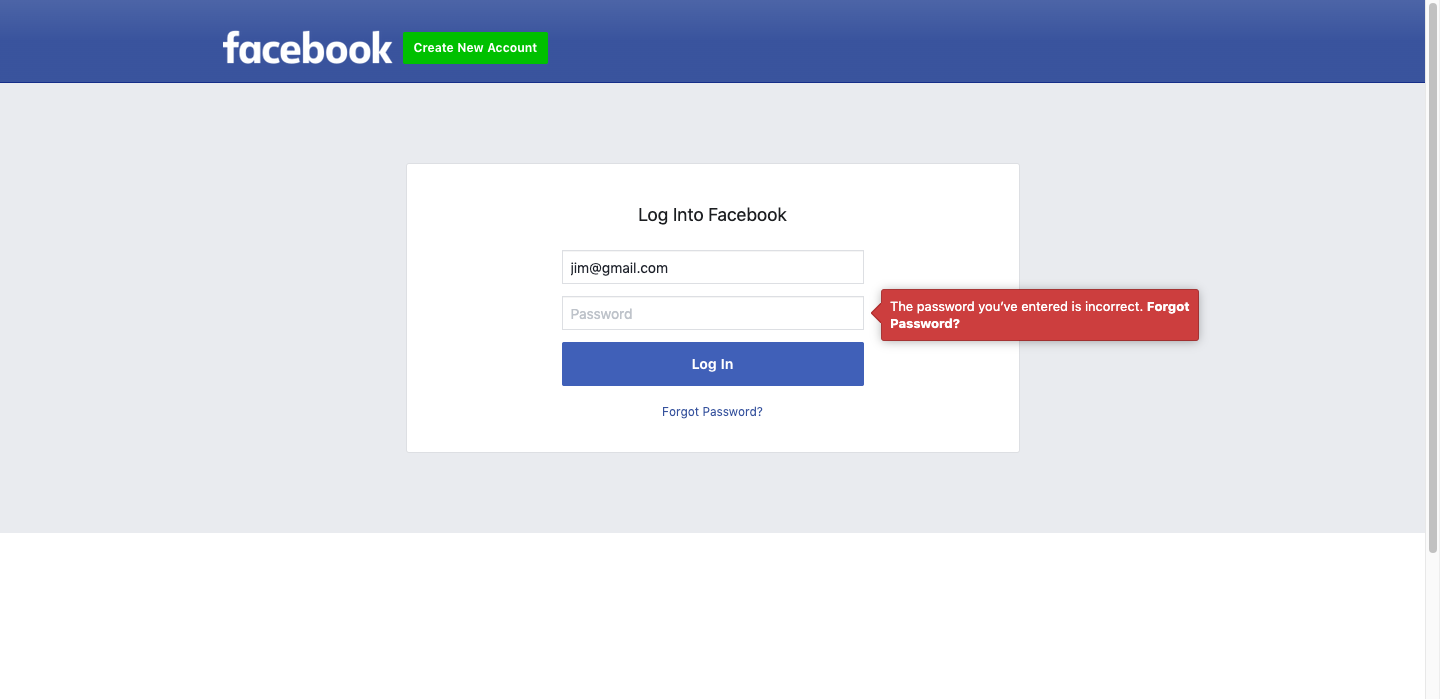 facebook
Create New Account
Log Into Facebook
jim@gmail.com
Password
The password you've entered is incorrect. Forgot
Password?
Log In
Forgot Password?